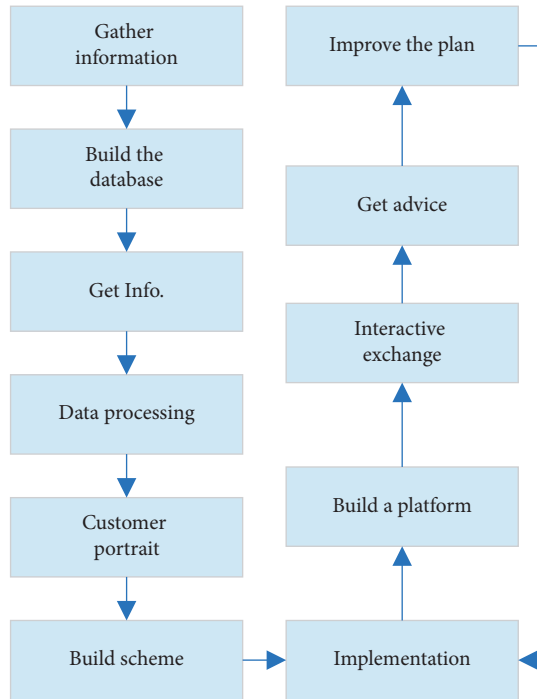 Gather
information
Build the
database
Get Info.
Data processing
Customer
portrait
Build scheme
Implementation
Build a platform
Interactive
exchange
Get advice
Improve the plan